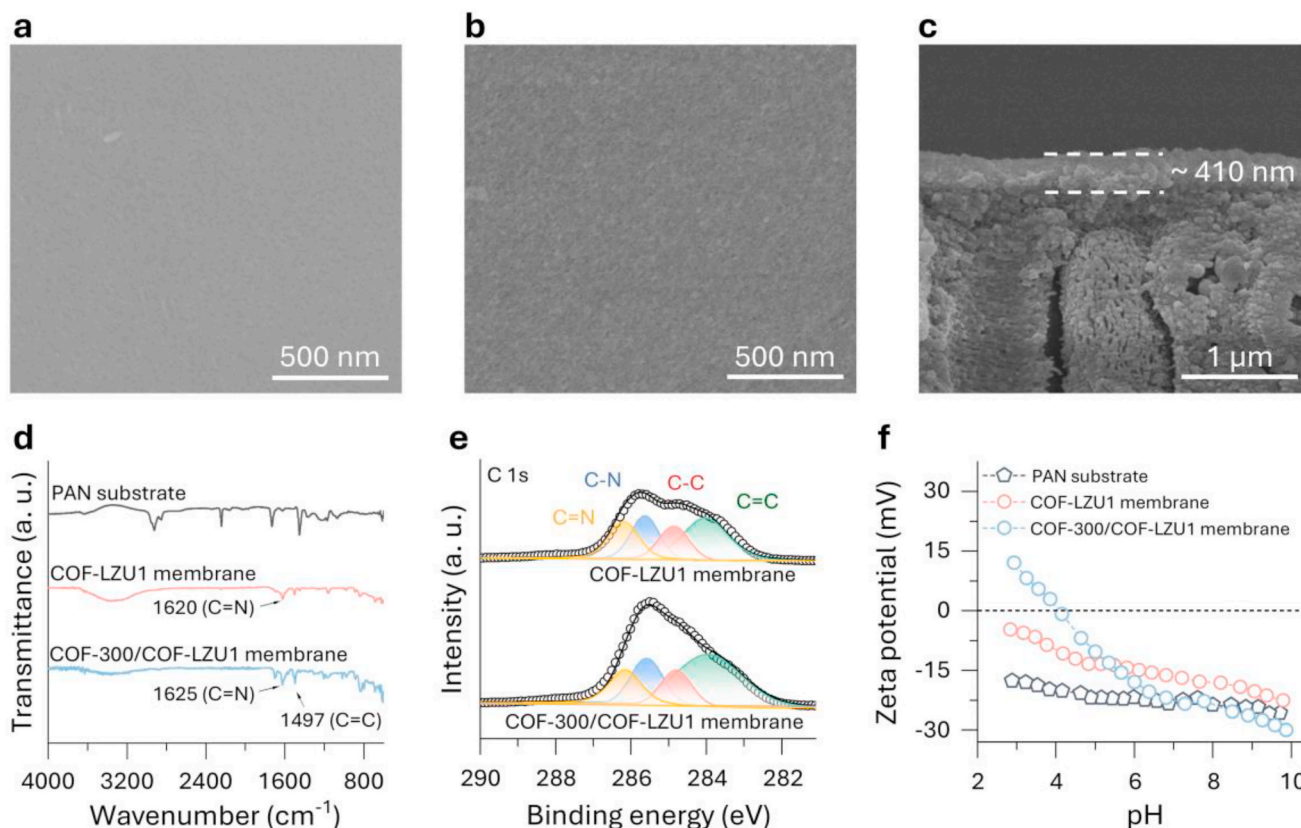 a
500 nm
b
500 nm
c
~ 410 nm
1 µm
d
PAN substrate
COF-LZU1 membrane
1620 (C=N)
COF-300/COF-LZU1 membrane
1625 (C=N)
1497 (C=C)
4000 3200 2400 1600 800
Wavenumber (cm⁻¹)
Transmittance (a. u.)
e
C 1s
C-N
C-C
C=N
C=C
COF-LZU1 membrane
COF-300/COF-LZU1 membrane
290 288 286 284 282
Binding energy (eV)
Intensity (a. u.)
f
PAN substrate
COF-LZU1 membrane
COF-300/COF-LZU1 membrane
30
15
0
-15
-30
2 4 6 8 10
pH
Zeta potential (mV)